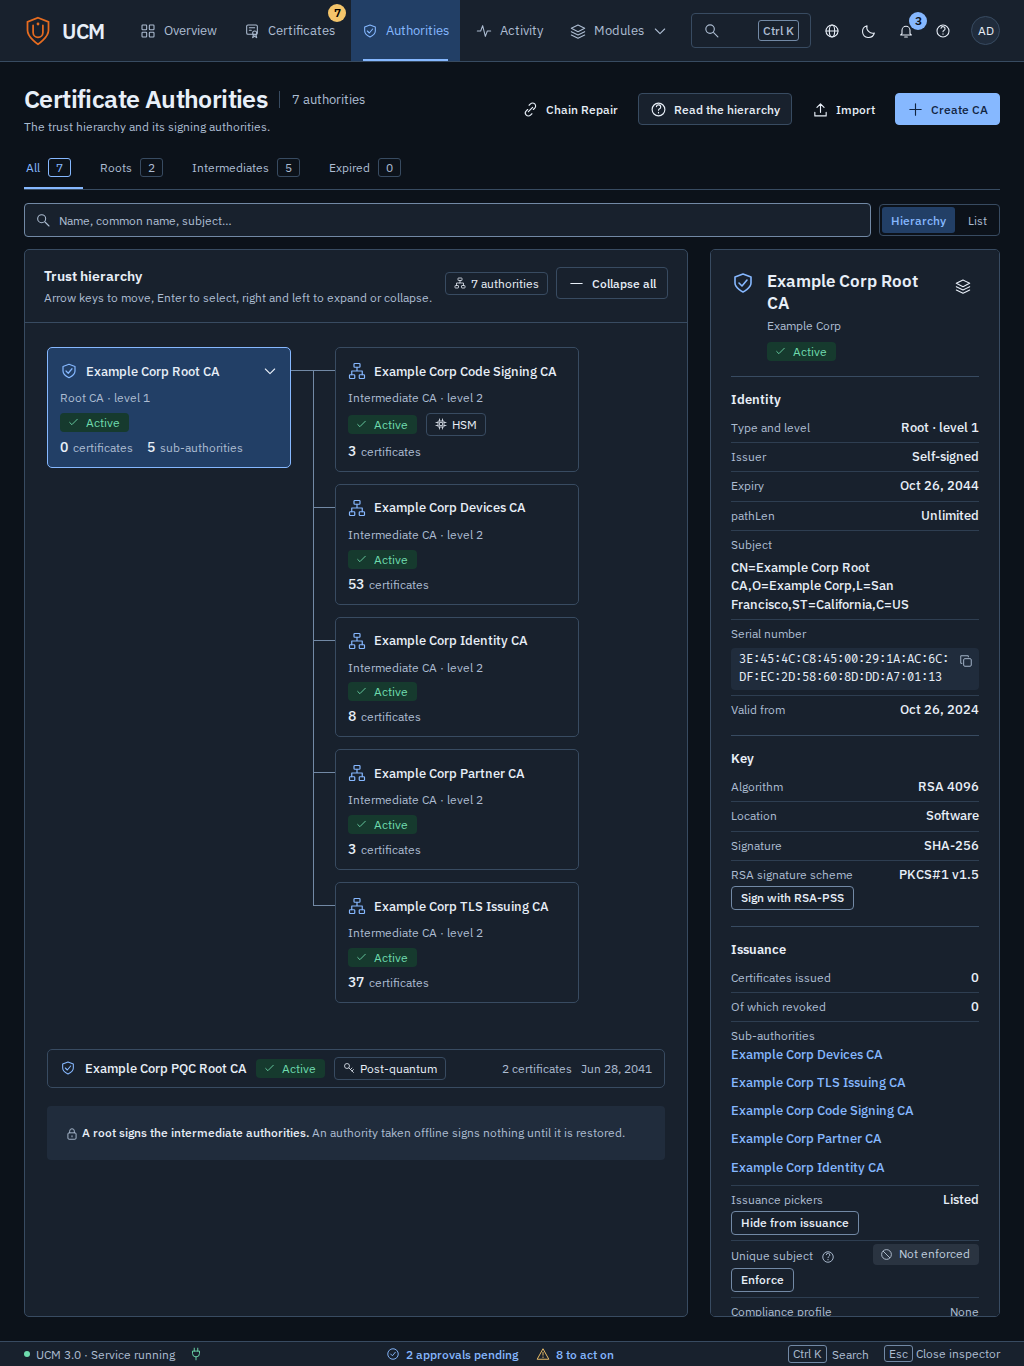 UCM
Overview
Certificates
7
Authorities
Activity
Modules
Ctrl K
3
AD
Certificate Authorities
7 authorities
The trust hierarchy and its signing authorities.
Chain Repair
Read the hierarchy
Import
Create CA
All 7
Roots 2
Intermediates 5
Expired 0
Name, common name, subject...
Hierarchy
List
Trust hierarchy
Arrow keys to move, Enter to select, right and left to expand or collapse.
7 authorities
Collapse all
Example Corp Root CA
Root CA · level 1
Active
0 certificates 5 sub-authorities
Example Corp Code Signing CA
Intermediate CA · level 2
Active
HSM
3 certificates
Example Corp Devices CA
Intermediate CA · level 2
Active
53 certificates
Example Corp Identity CA
Intermediate CA · level 2
Active
8 certificates
Example Corp Partner CA
Intermediate CA · level 2
Active
3 certificates
Example Corp TLS Issuing CA
Intermediate CA · level 2
Active
37 certificates
Example Corp PQC Root CA
Active
Post-quantum
2 certificates Jun 28, 2041
A root signs the intermediate authorities. An authority taken offline signs nothing until it is restored.
Example Corp Root
CA
Example Corp
Active
Identity
Type and level Root · level 1
Issuer Self-signed
Expiry Oct 26, 2044
pathLen Unlimited
Subject
CN=Example Corp Root
CA,O=Example Corp,L=San
Francisco,ST=California,C=US
Serial number
3E:45:4C:C8:45:00:29:1A:AC:6C:
DF:EC:2D:58:60:8D:DD:A7:01:13
Valid from Oct 26, 2024
Key
Algorithm RSA 4096
Location Software
Signature SHA-256
RSA signature scheme PKCS#1 v1.5
Sign with RSA-PSS
Issuance
Certificates issued 0
Of which revoked 0
Sub-authorities
Example Corp Devices CA
Example Corp TLS Issuing CA
Example Corp Code Signing CA
Example Corp Partner CA
Example Corp Identity CA
Issuance pickers Listed
Hide from issuance
Unique subject Not enforced
Enforce
Compliance profile None
UCM 3.0 · Service running
2 approvals pending
8 to act on
Ctrl K Search
Esc Close inspector